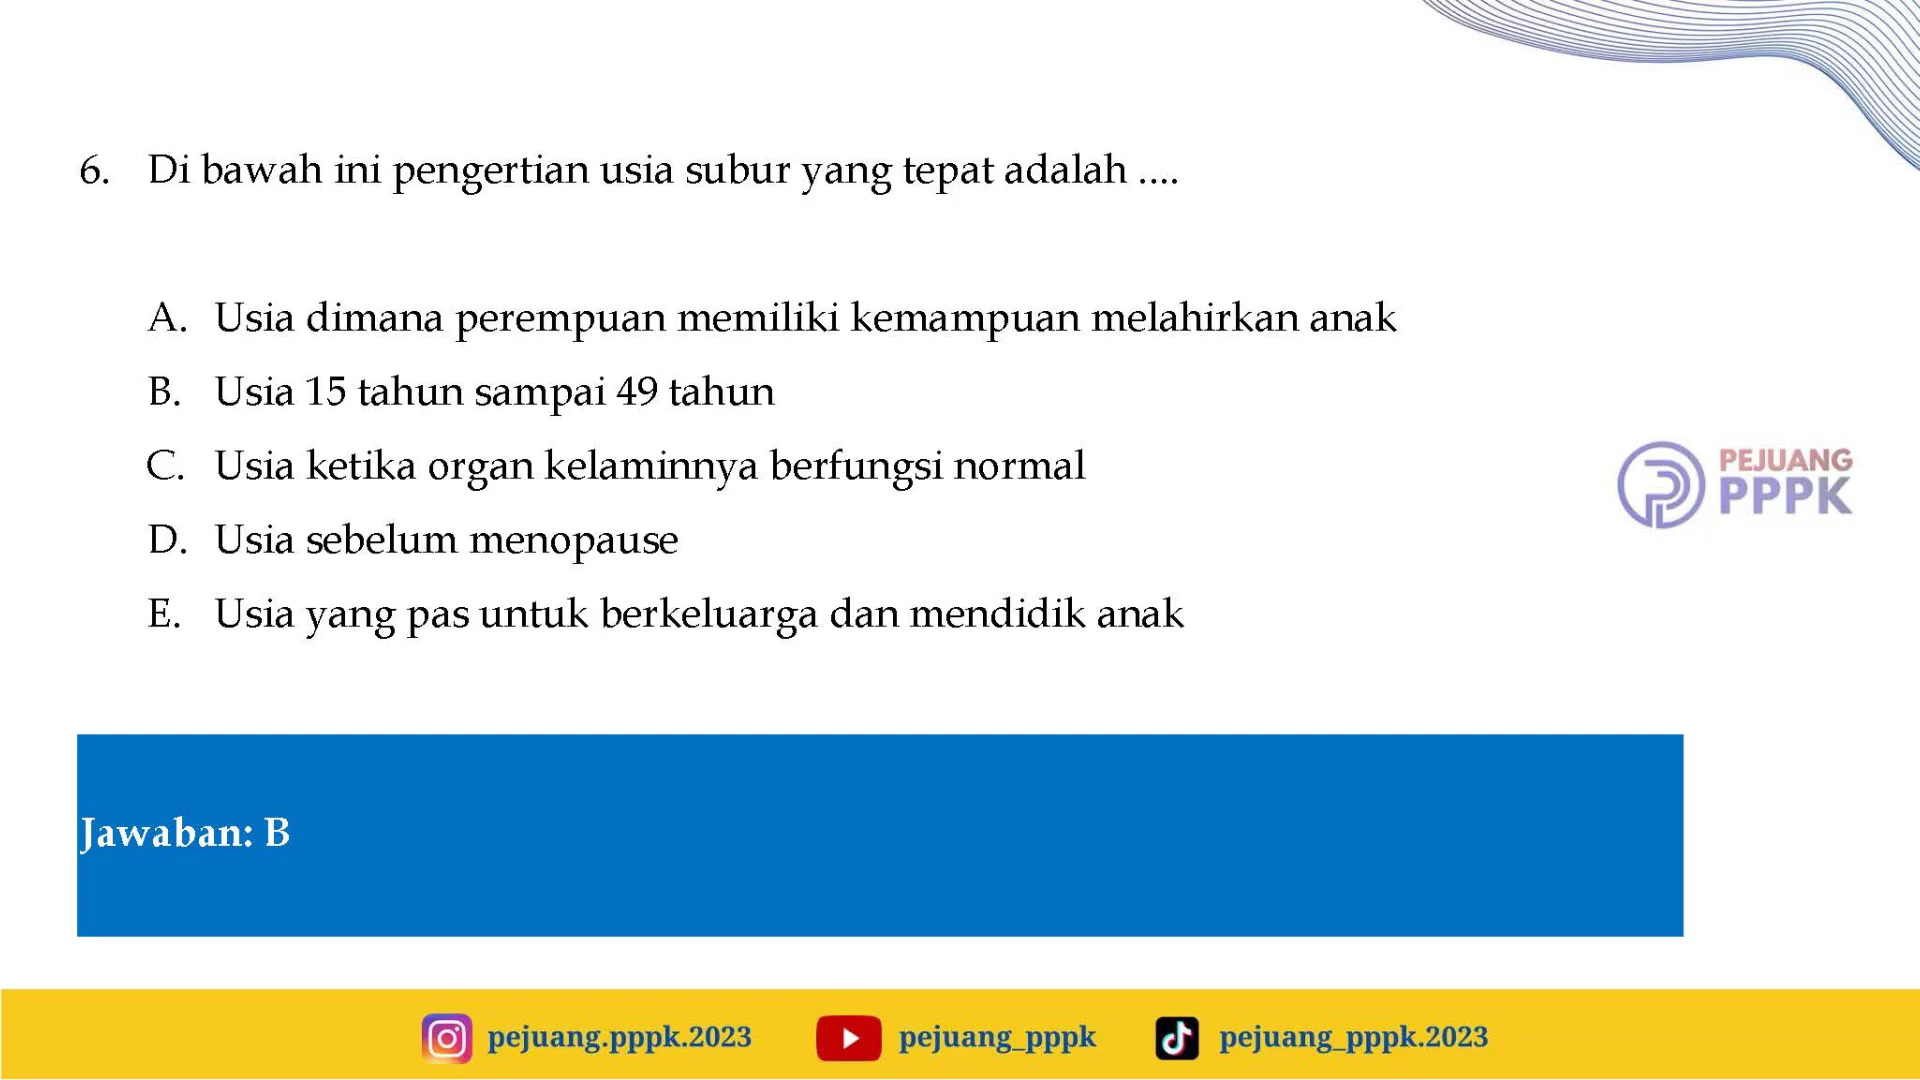 6. Di bawah ini pengertian usia subur yang tepat adalah ....
A. Usia dimana perempuan memiliki kemampuan melahirkan anak
B. Usia 15 tahun sampai 49 tahun
C. Usia ketika organ kelaminnya berfungsi normal
D. Usia sebelum menopause
E. Usia yang pas untuk berkeluarga dan mendidik anak
PEJUANG
PPPK
Jawaban: B
pejuang.pppk.2023 pejuang_pppk pejuang_pppk.2023